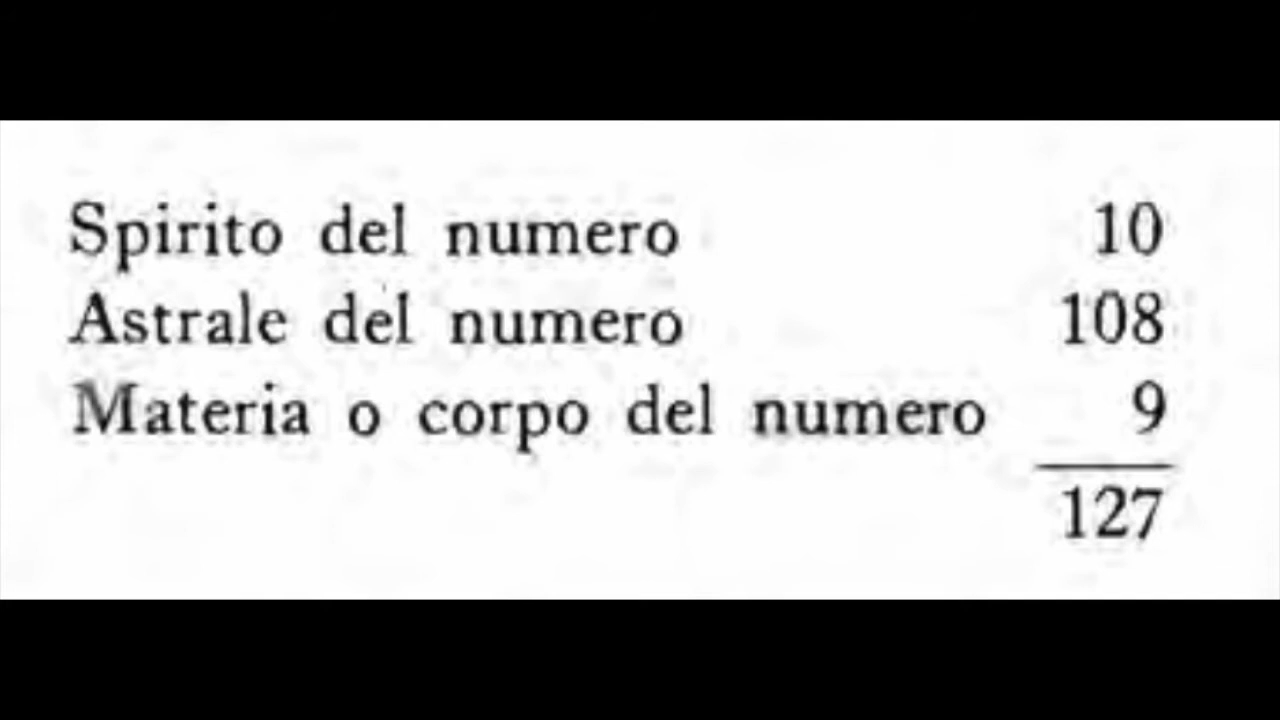 Spirito del numero 10
Astrale del numero 108
Materia o corpo del numero 9
127